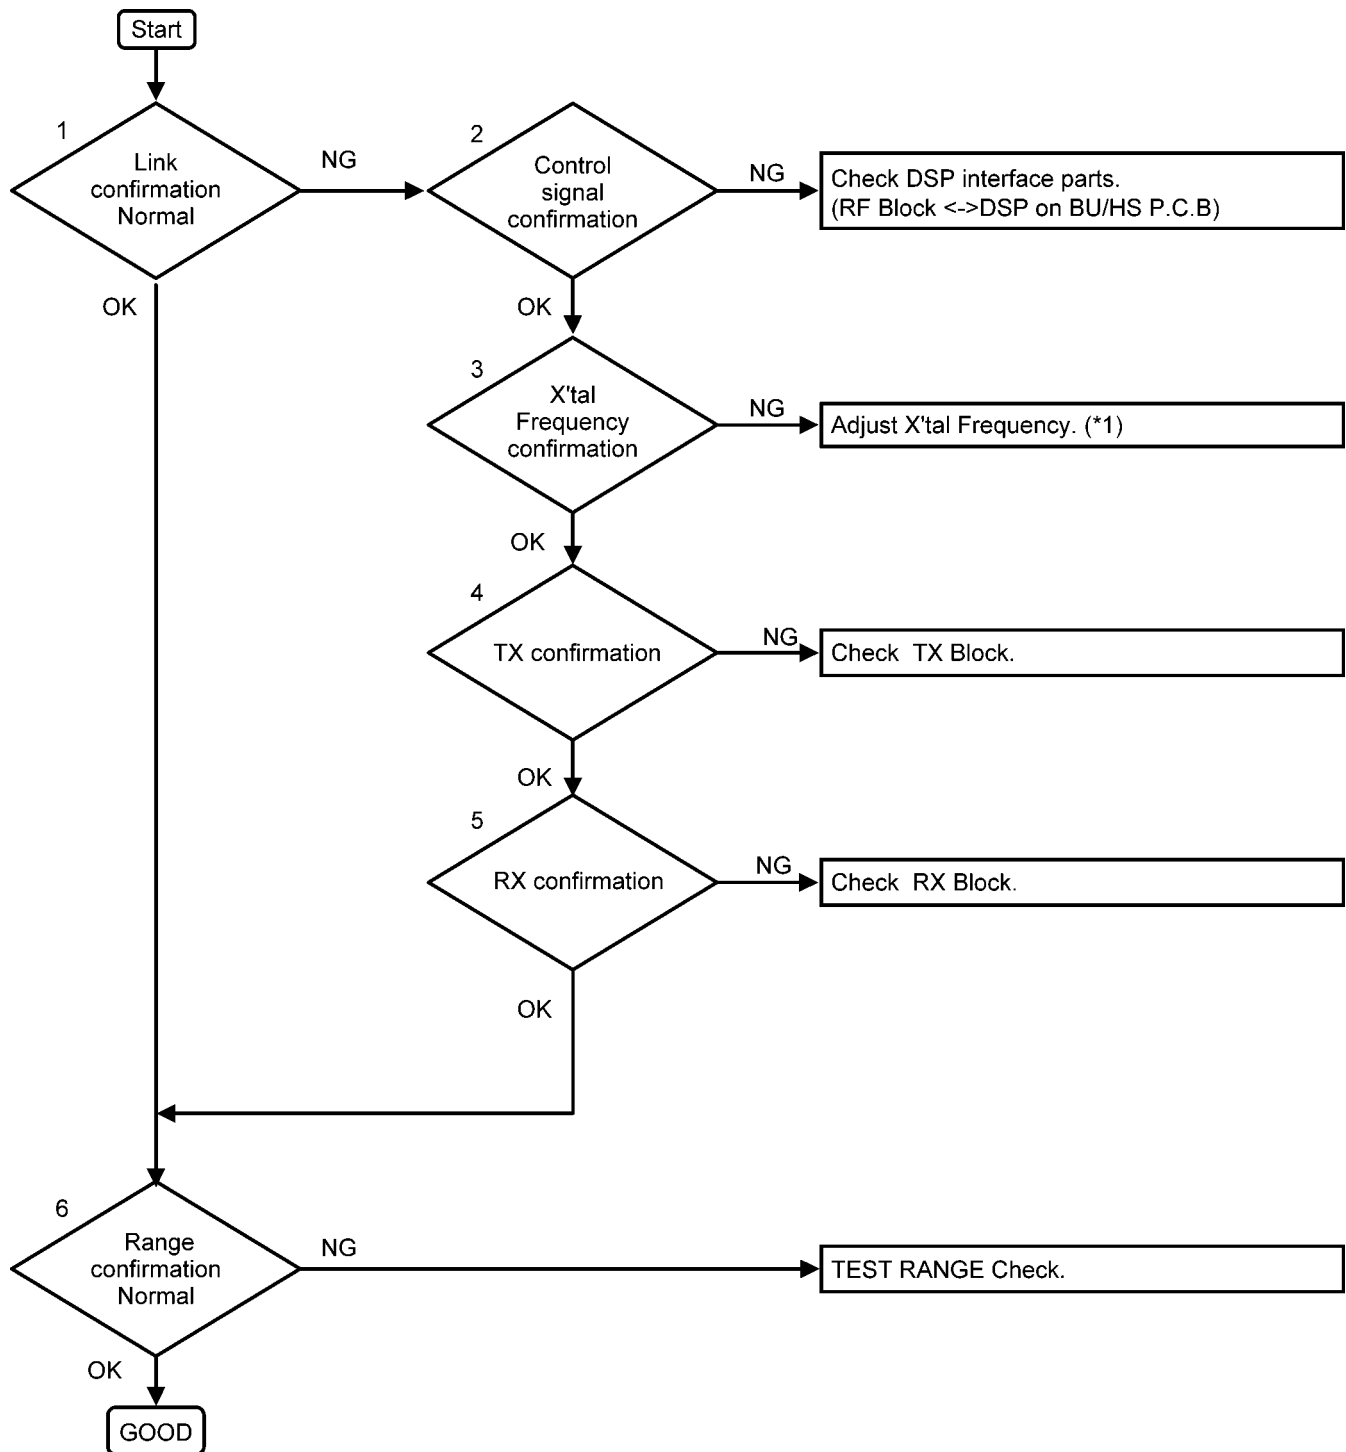 Start
1
Link
confirmation
Normal
NG
OK
2
Control
signal
confirmation
NG
Check DSP interface parts.
(RF Block <->DSP on BU/HS P.C.B)
OK
3
X'tal
Frequency
confirmation
NG
Adjust X'tal Frequency. (*1)
OK
4
TX confirmation
NG
Check TX Block.
OK
5
RX confirmation
NG
Check RX Block.
OK
6
Range
confirmation
Normal
NG
TEST RANGE Check.
OK
GOOD